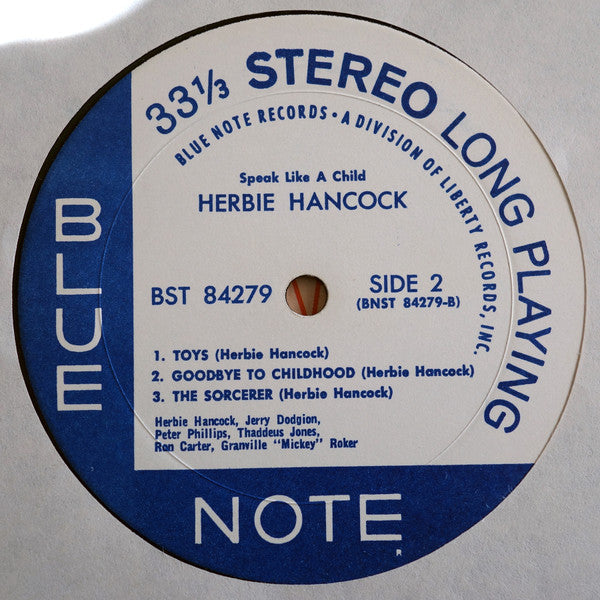 33⅓ STEREO LONG PLAYING
BLUE NOTE RECORDS • A DIVISION OF LIBERTY RECORDS, INC.
Speak Like A Child
HERBIE HANCOCK
BST 84279
SIDE 2
(BNST 84279-B)
1. TOYS (Herbie Hancock)
2. GOODBYE TO CHILDHOOD (Herbie Hancock)
3. THE SORCERER (Herbie Hancock)
Herbie Hancock, Jerry Dodgion,
Peter Phillips, Thaddeus Jones,
Ron Carter, Granville "Mickey" Roker
BLUE
NOTE